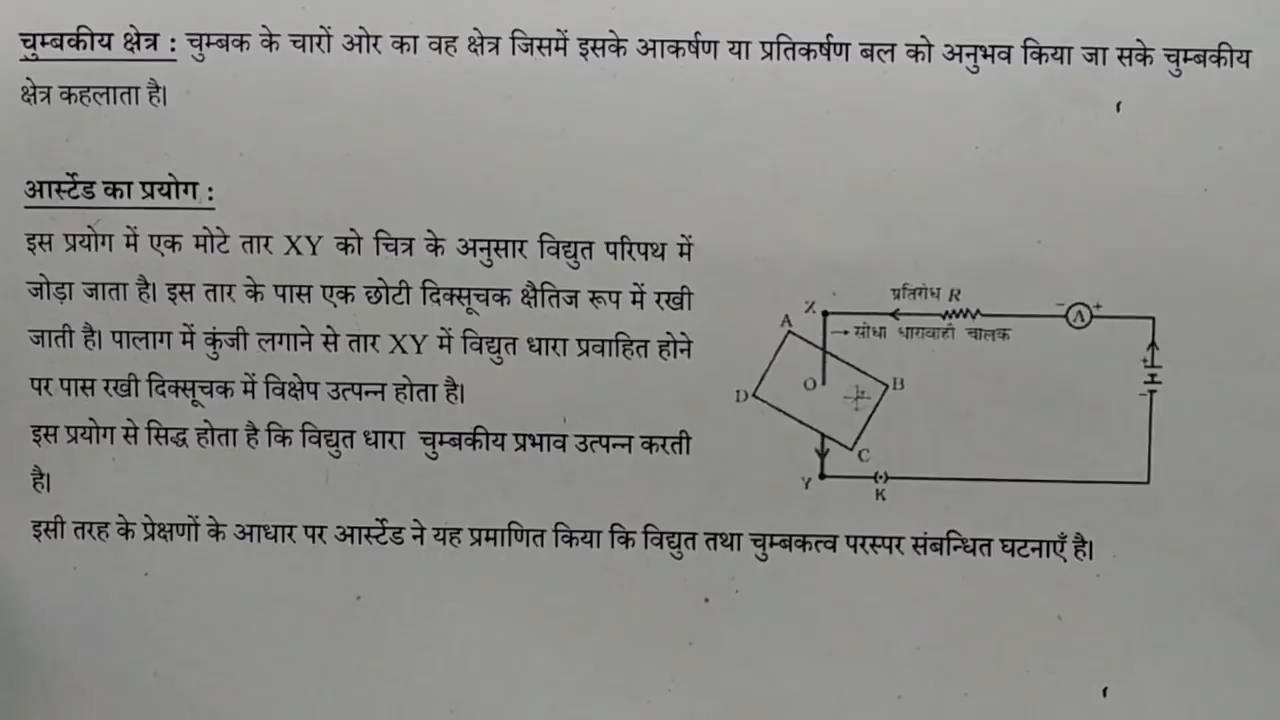 चुम्बकीय क्षेत्र : चुम्बक के चारों ओर का वह क्षेत्र जिसमें इसके आकर्षण या प्रतिकर्षण बल को अनुभव किया जा सके चुम्बकीय
क्षेत्र कहलाता है।
आर्स्टेड का प्रयोग :
इस प्रयोग में एक मोटे तार XY को चित्र के अनुसार विद्युत परिपथ में
जोड़ा जाता है। इस तार के पास एक छोटी दिक्सूचक क्षैतिज रूप में रखी
जाती है। पालाग में कुंजी लगाने से तार XY में विद्युत धारा प्रवाहित होने
पर पास रखी दिक्सूचक में विक्षेप उत्पन्न होता है।
इस प्रयोग से सिद्ध होता है कि विद्युत धारा चुम्बकीय प्रभाव उत्पन्न करती
है।
इसी तरह के प्रेक्षणों के आधार पर आर्स्टेड ने यह प्रमाणित किया कि विद्युत तथा चुम्बकत्व परस्पर संबन्धित घटनाएँ है।
प्रतिरोध R
X
- A +
A
सीधा धारावाही चालक
+
-
O
B
D
C
Y
K